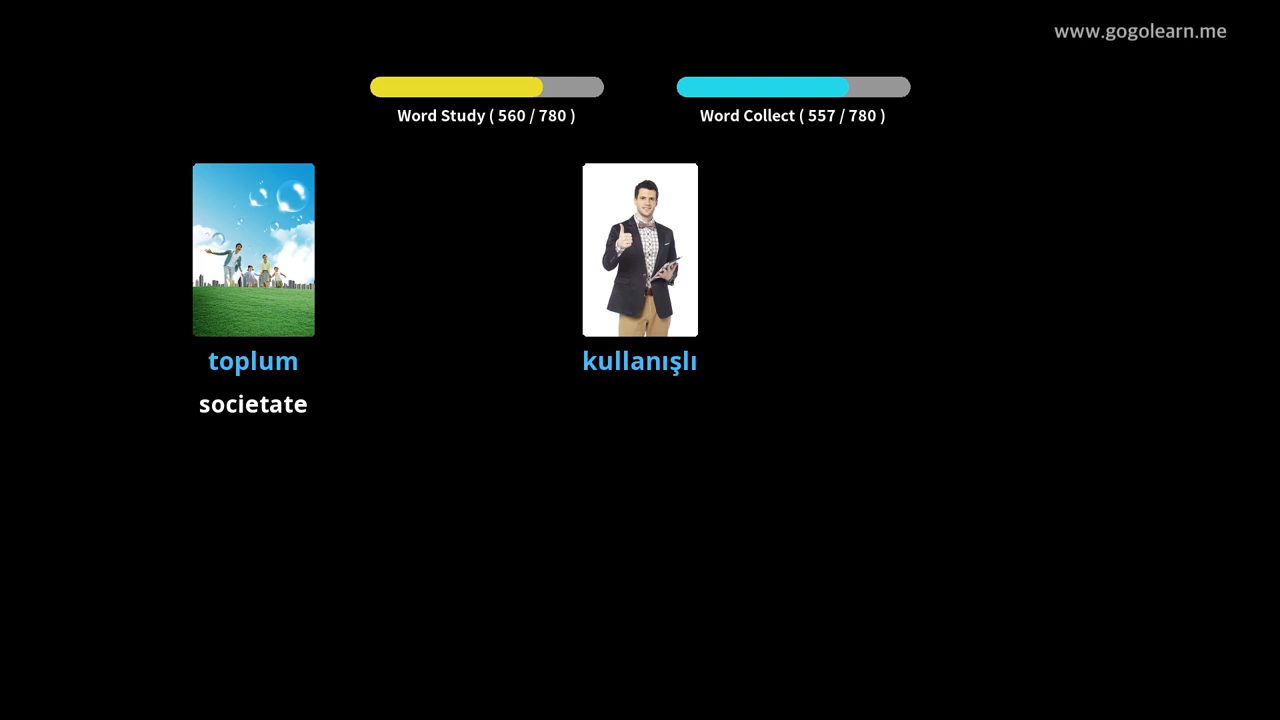 www.gogolearn.me
Word Study ( 560 / 780 )
Word Collect ( 557 / 780 )
toplum
societate
kullanışlı